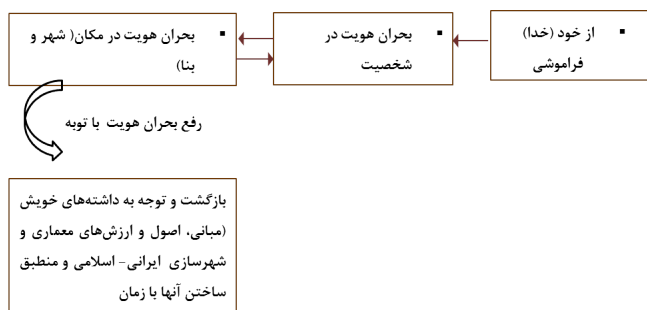 ▪ از خود (خدا)
فراموشی
▪ بحران هویت در
شخصیت
▪ بحران هویت در مکان( شهر و
بنا)
رفع بحران هویت با توبه
بازگشت و توجه به داشته‌های خویش
(مبانی، اصول و ارزش‌های معماری و
شهرسازی ایرانی- اسلامی و منطبق
ساختن آنها با زمان